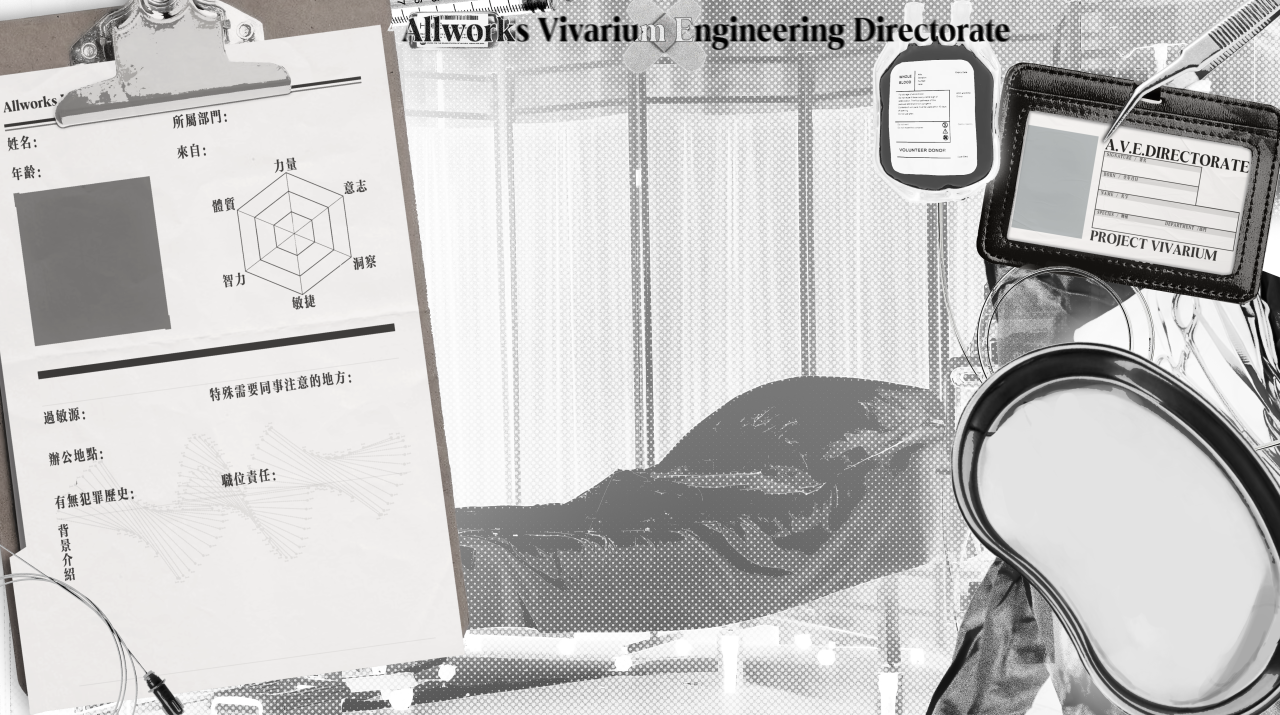 Allworks Vivarium Engineering Directorate
Allworks
所屬部門:
姓名:
來自:
年齡:
力量
意志
體質
洞察
智力
敏捷
特殊需要同事注意的地方:
過敏源:
辦公地點:
職位責任:
有無犯罪歷史:
背景介紹
WHOLE BLOOD
VOLUNTEER DONOR
A.V.E.DIRECTORATE
PROJECT VIVARIUM